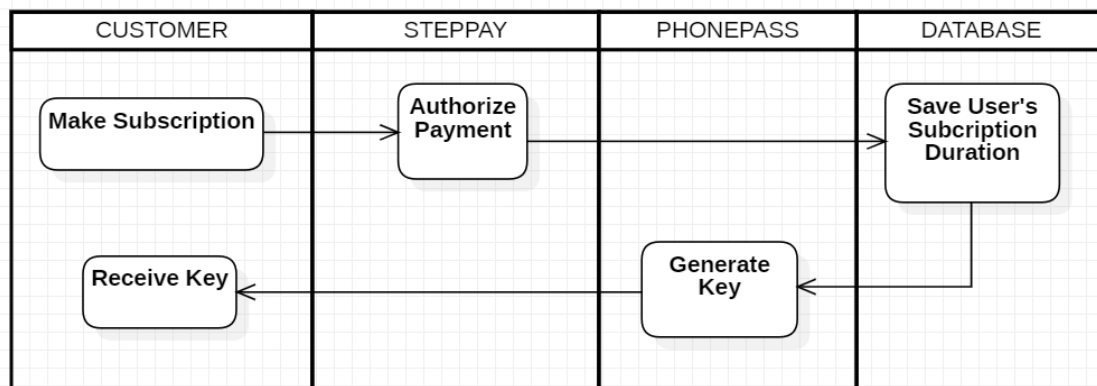 CUSTOMER
STEPPAY
PHONEPASS
DATABASE
Make Subscription
Authorize
Payment
Save User's
Subcription
Duration
Receive Key
Generate
Key